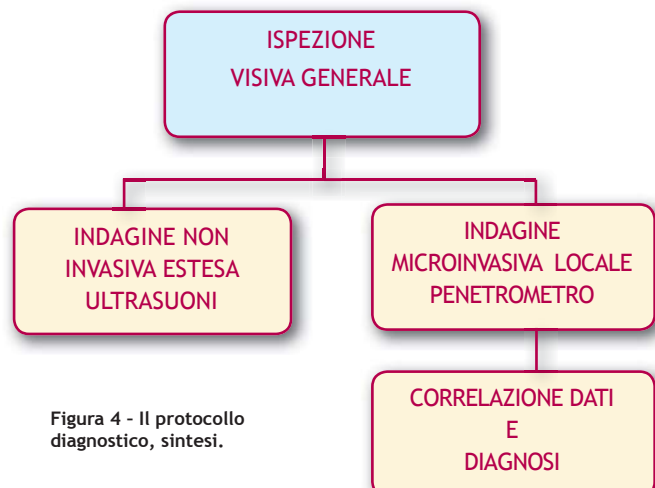 ISPEZIONE
VISIVA GENERALE
INDAGINE NON
INVASIVA ESTESA
ULTRASUONI
INDAGINE
MICROINVASIVA LOCALE
PENETROMETRO
CORRELAZIONE DATI
E
DIAGNOSI
Figura 4 - Il protocollo
diagnostico, sintesi.